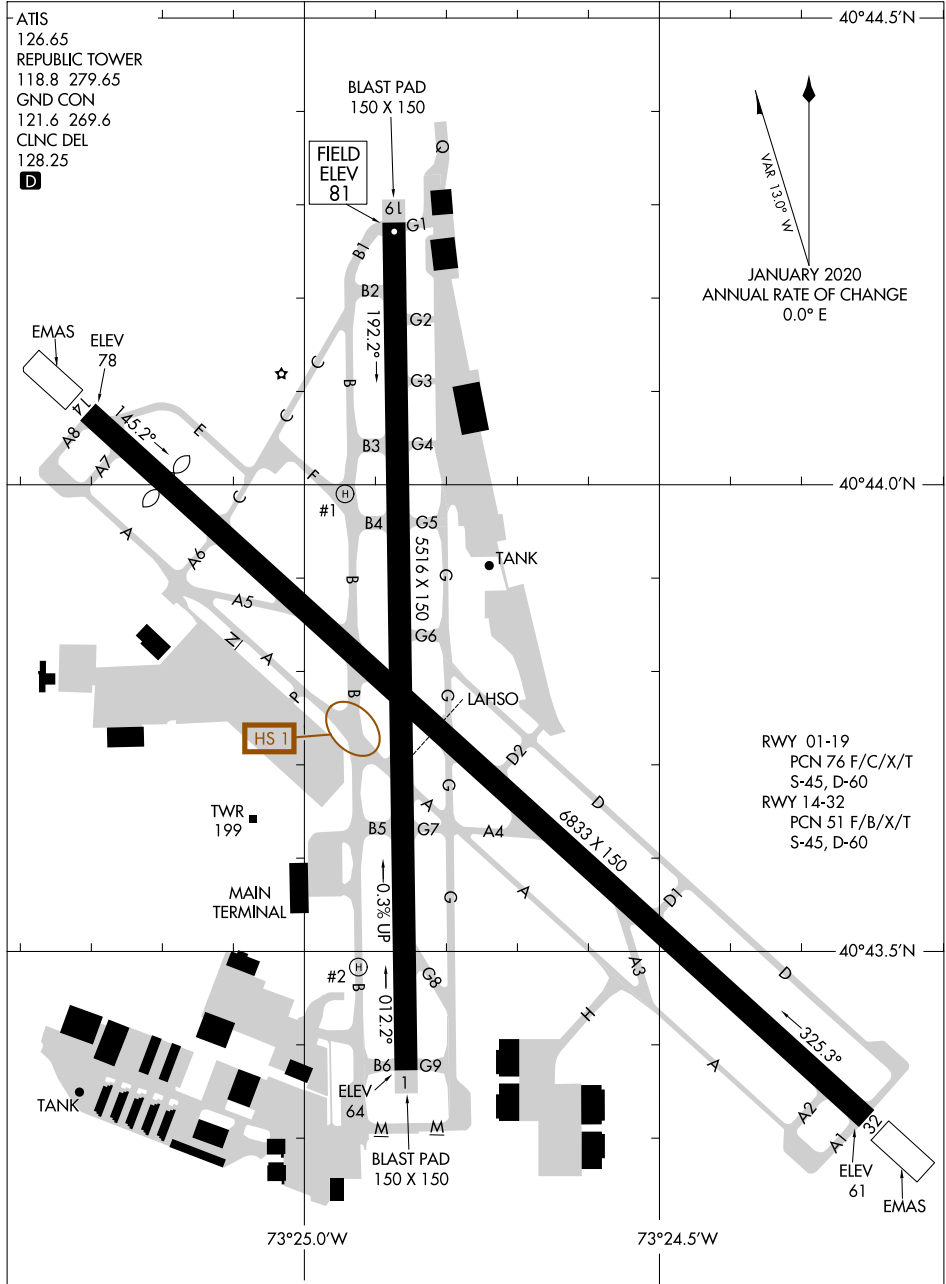 ATIS
126.65
REPUBLIC TOWER
118.8 279.65
GND CON
121.6 269.6
CLNC DEL
128.25
D
40°44.5'N
BLAST PAD
150 X 150
FIELD
ELEV
81
VAR 13.0° W
JANUARY 2020
ANNUAL RATE OF CHANGE
0.0° E
Q
19
G1
B1
B2
192.2°
G2
C
B
G3
EMAS
ELEV
78
14
145.2°
A8
A7
E
C
B3
G4
F
H
#1
C
40°44.0'N
A
B4
G5
5516 X 150
TANK
A6
B
G
A5
G6
Z
A
P
B
G
LAHSO
HS 1
D2
RWY 01-19
PCN 76 F/C/X/T
S-45, D-60
RWY 14-32
PCN 51 F/B/X/T
S-45, D-60
TWR
199
A
G
D
B5
G7
A4
6833 X 150
MAIN
TERMINAL
0.3% UP
G
A
D1
40°43.5'N
#2
H
B
G8
A3
D
012.2°
H
325.3°
B6
G9
A
ELEV
64
1
TANK
A2
A1
32
M
M
BLAST PAD
150 X 150
ELEV
61
EMAS
73°25.0'W
73°24.5'W